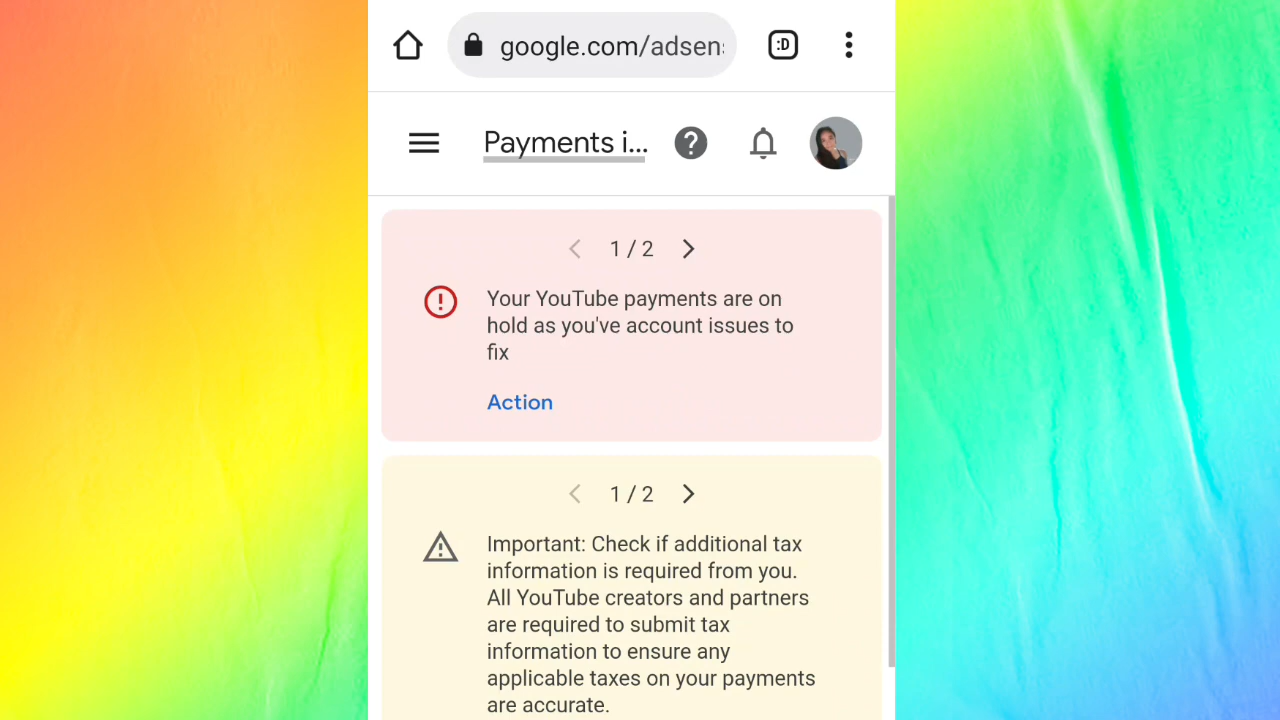 google.com/adsen
:D
Payments i...
1 / 2
Your YouTube payments are on
hold as you've account issues to
fix
Action
1 / 2
Important: Check if additional tax
information is required from you.
All YouTube creators and partners
are required to submit tax
information to ensure any
applicable taxes on your payments
are accurate.